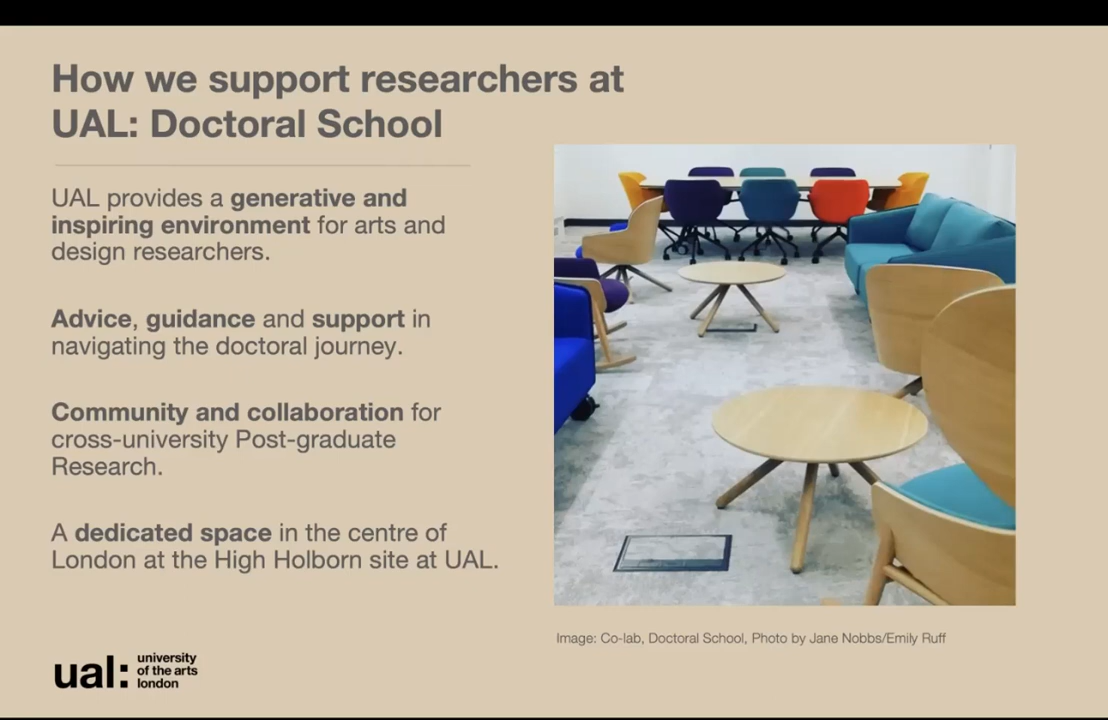 How we support researchers at
UAL: Doctoral School
UAL provides a generative and
inspiring environment for arts and
design researchers.
Advice, guidance and support in
navigating the doctoral journey.
Community and collaboration for
cross-university Post-graduate
Research.
A dedicated space in the centre of
London at the High Holborn site at UAL.
Image: Co-lab, Doctoral School, Photo by Jane Nobbs/Emily Ruff
ual:
university
of the arts
london